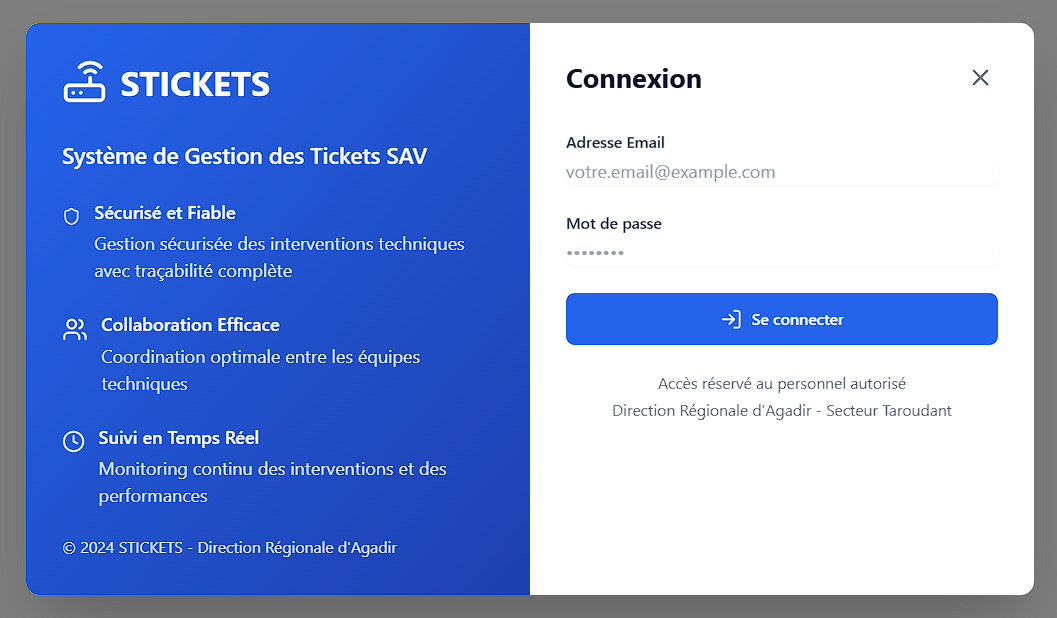 STICKETS
Système de Gestion des Tickets SAV
Sécurisé et Fiable
Gestion sécurisée des interventions techniques
avec traçabilité complète
Collaboration Efficace
Coordination optimale entre les équipes
techniques
Suivi en Temps Réel
Monitoring continu des interventions et des
performances
© 2024 STICKETS - Direction Régionale d'Agadir
Connexion
Adresse Email
votre.email@example.com
Mot de passe
••••••••
Se connecter
Accès réservé au personnel autorisé
Direction Régionale d'Agadir - Secteur Taroudant